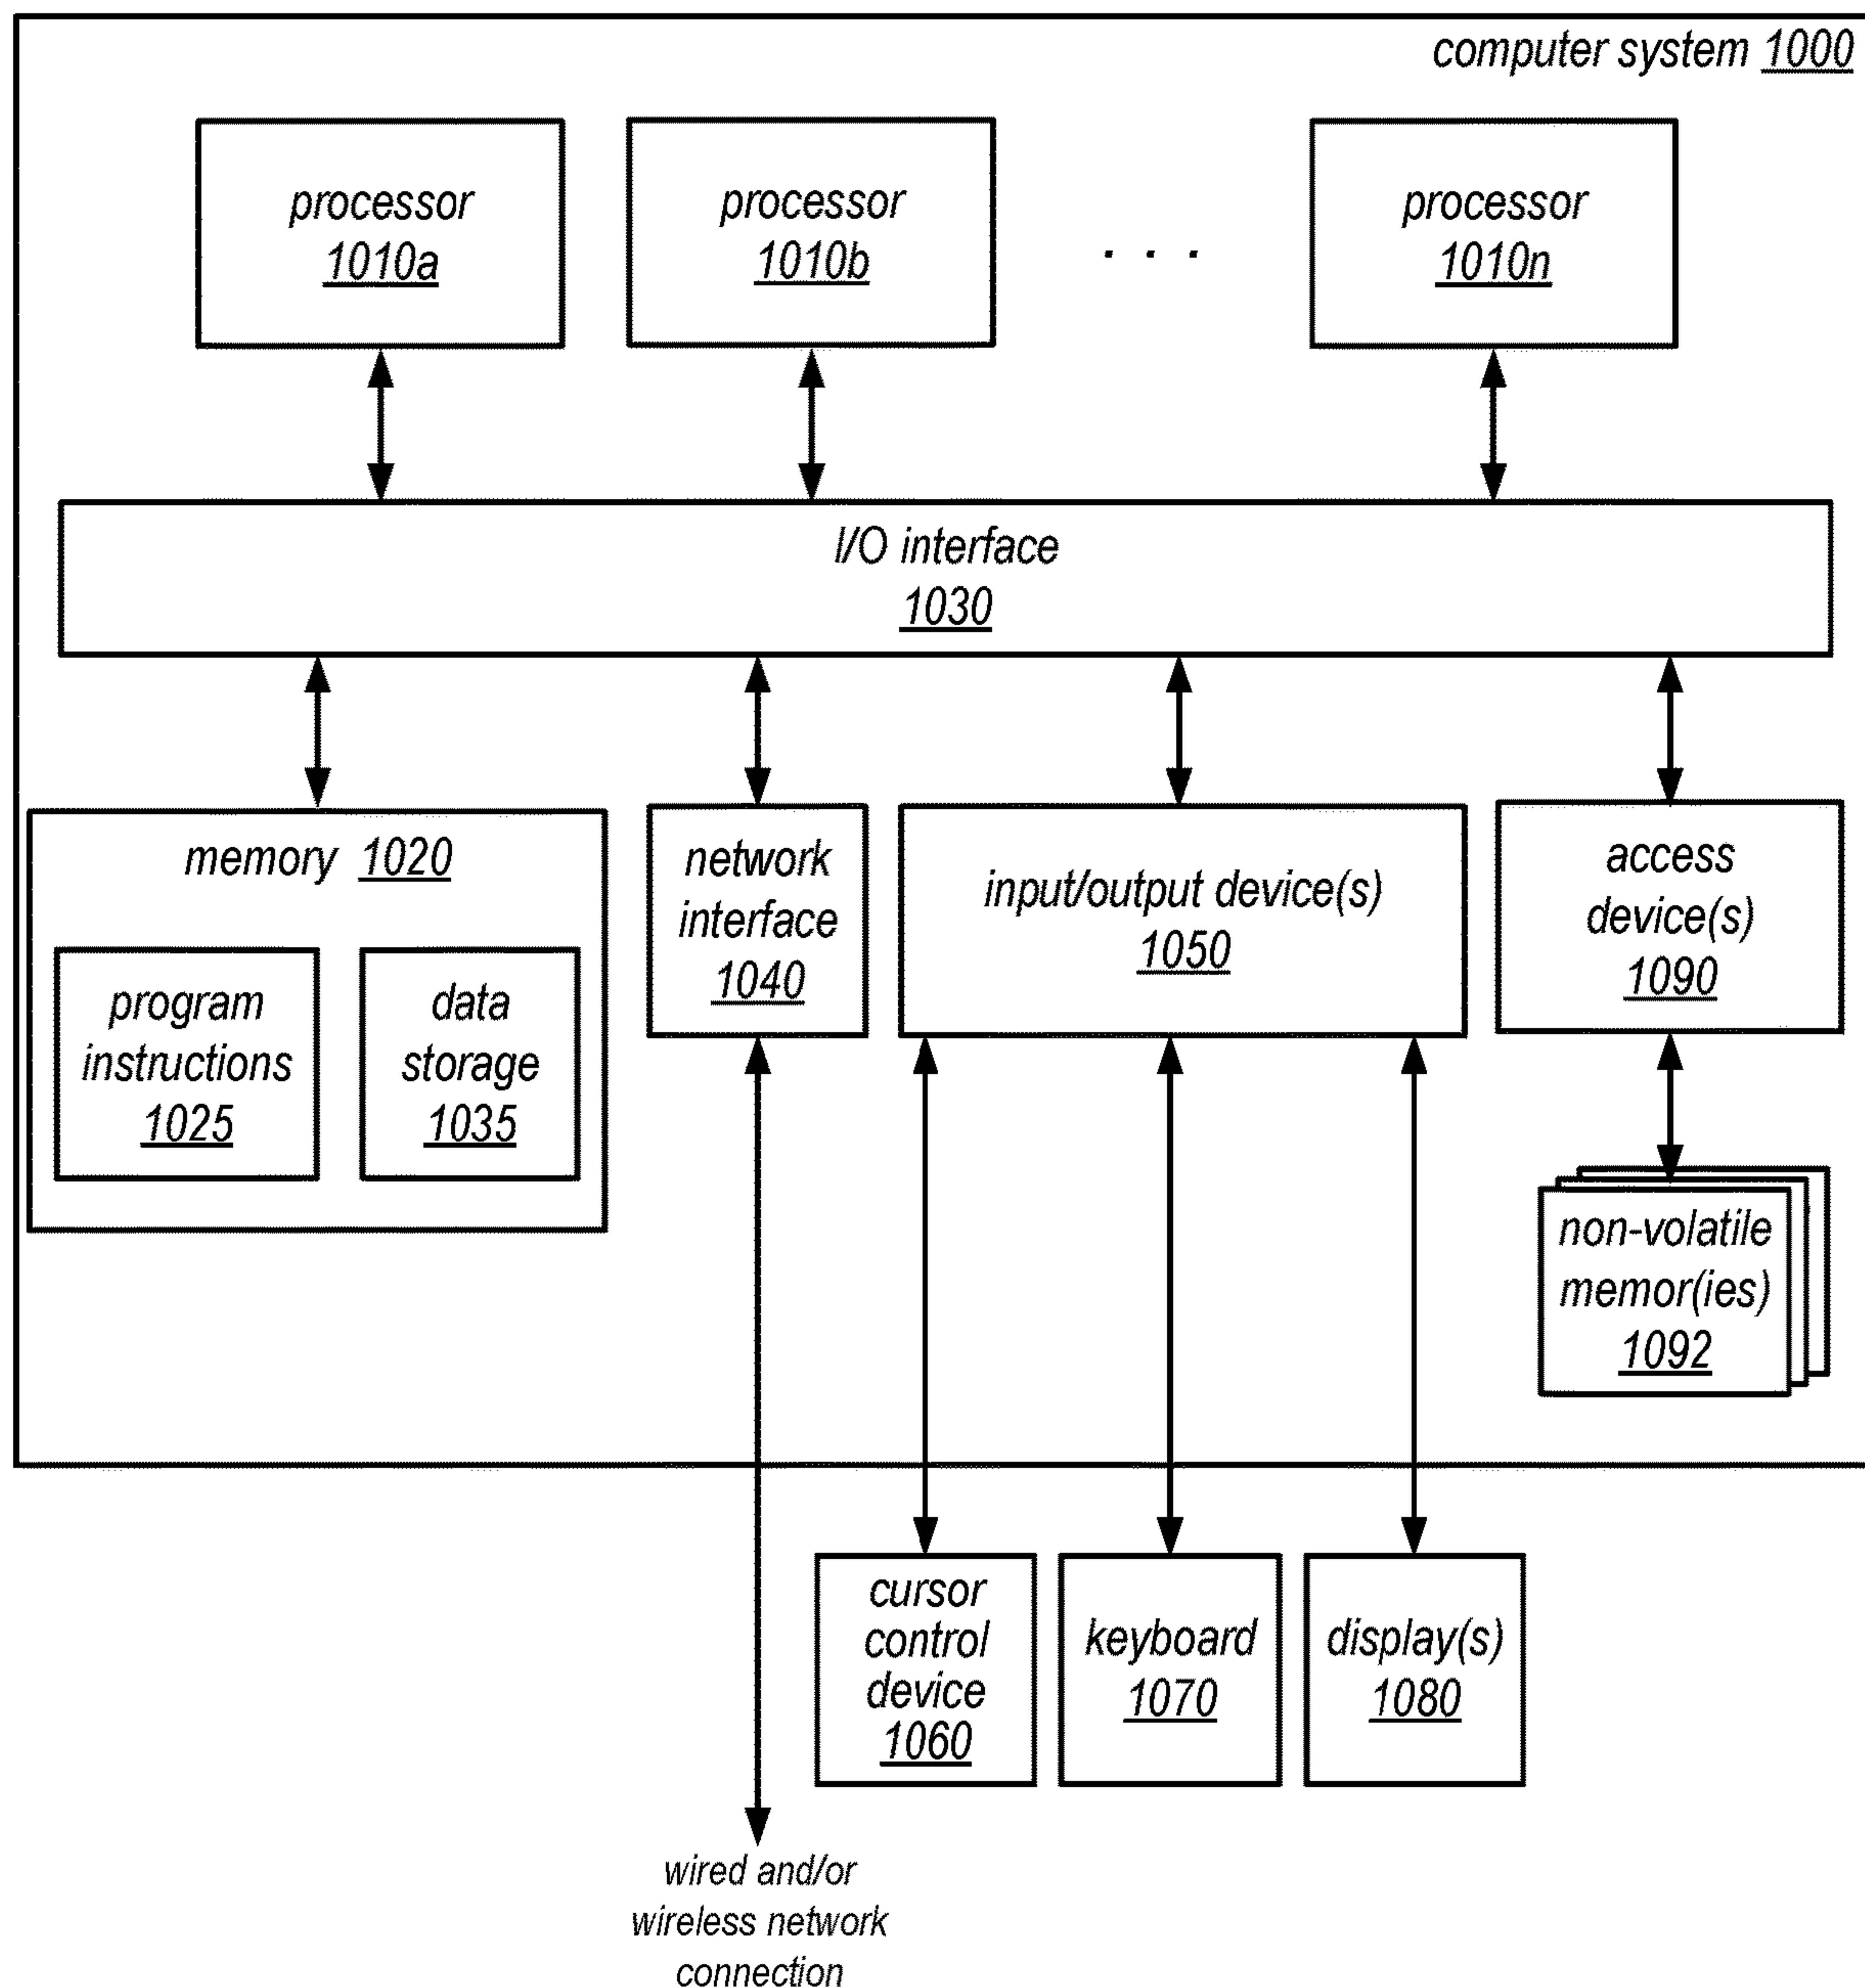 computer system 1000
processor
1010a
processor
1010b
. . .
processor
1010n
I/O interface
1030
memory 1020
program
instructions
1025
data
storage
1035
network
interface
1040
input/output device(s)
1050
access
device(s)
1090
non-volatile
memor(ies)
1092
cursor
control
device
1060
keyboard
1070
display(s)
1080
wired and/or
wireless network
connection